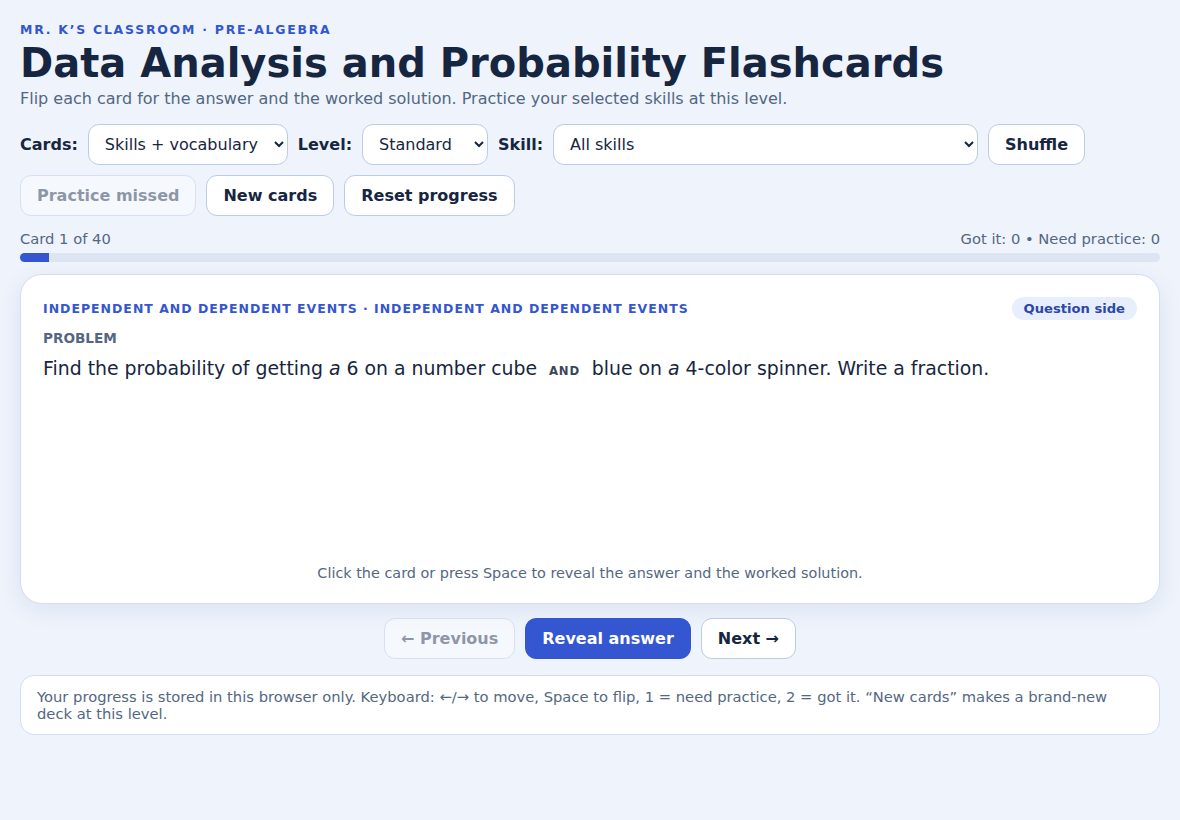 MR. K’S CLASSROOM · PRE-ALGEBRA
Data Analysis and Probability Flashcards
Flip each card for the answer and the worked solution. Practice your selected skills at this level.
Cards: Skills + vocabulary Level: Standard Skill: All skills Shuffle
Practice missed New cards Reset progress
Card 1 of 40 Got it: 0 • Need practice: 0
INDEPENDENT AND DEPENDENT EVENTS · INDEPENDENT AND DEPENDENT EVENTS Question side
PROBLEM
Find the probability of getting a 6 on a number cube AND blue on a 4-color spinner. Write a fraction.
Click the card or press Space to reveal the answer and the worked solution.
← Previous Reveal answer Next →
Your progress is stored in this browser only. Keyboard: ←/→ to move, Space to flip, 1 = need practice, 2 = got it. “New cards” makes a brand-new
deck at this level.